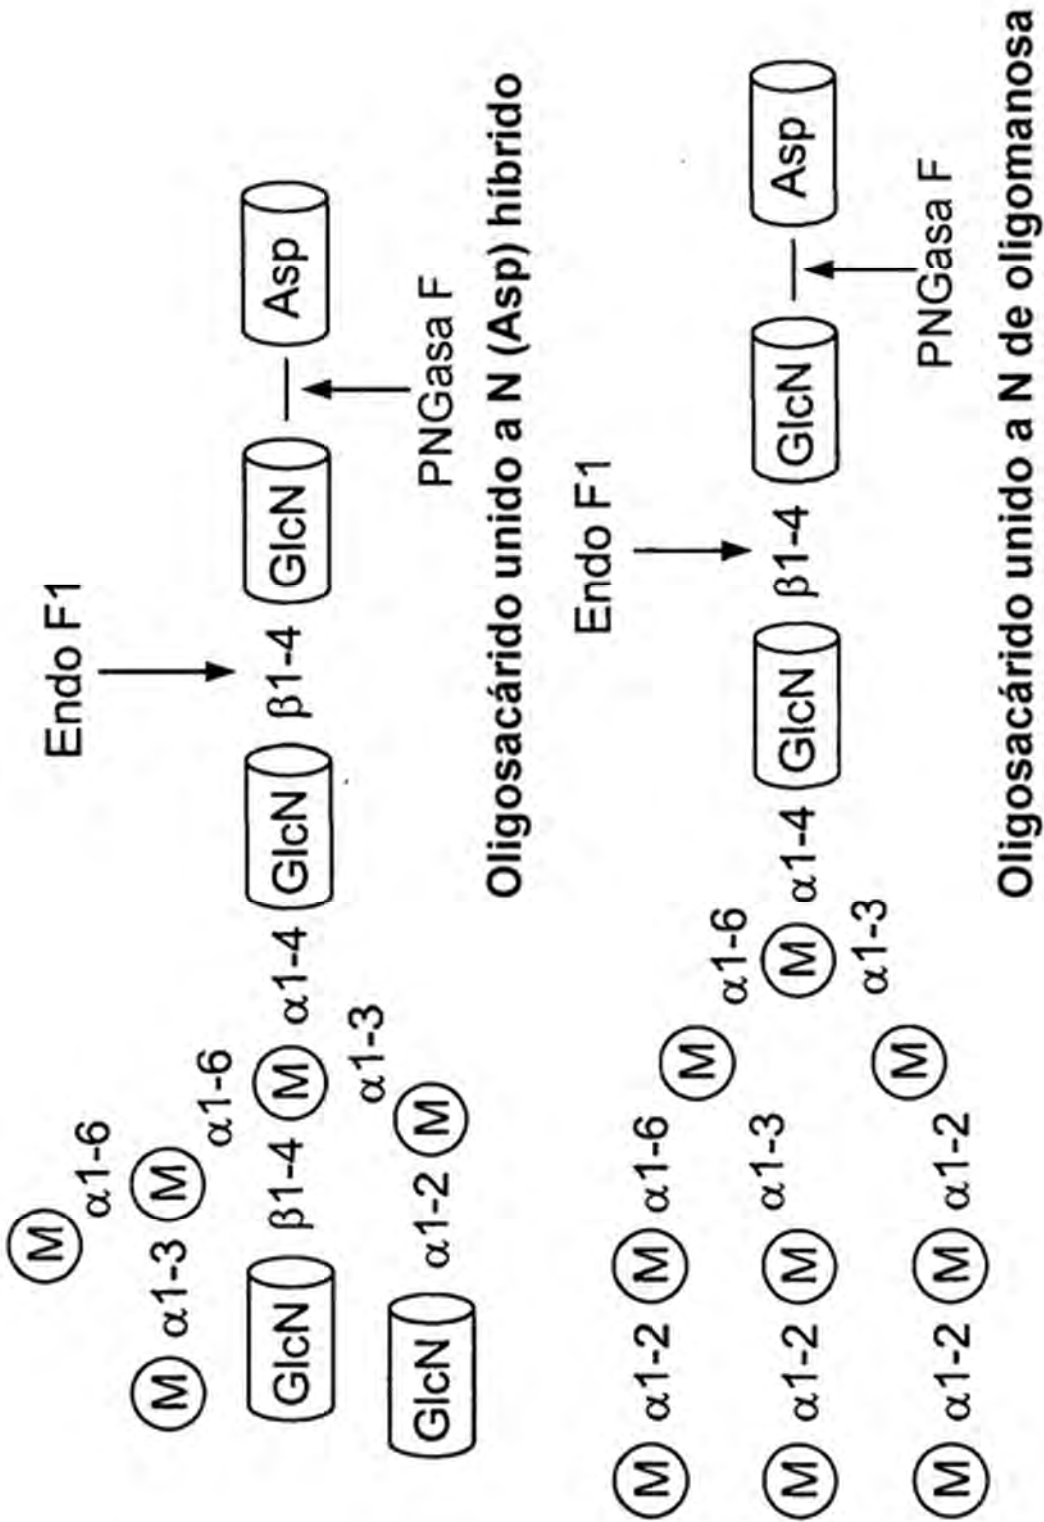 Endo F1
M
α1-6
M α1-3 M
α1-6
GlcN β1-4 M α1-4 GlcN β1-4 GlcN Asp
α1-3
GlcN α1-2 M
PNGasa F
Oligosacárido unido a N (Asp) híbrido
Endo F1
M α1-2 M α1-6 M
α1-6
M α1-2 M α1-3 M α1-4 GlcN β1-4 GlcN Asp
α1-3
M α1-2 M α1-2 M
PNGasa F
Oligosacárido unido a N de oligomanosa